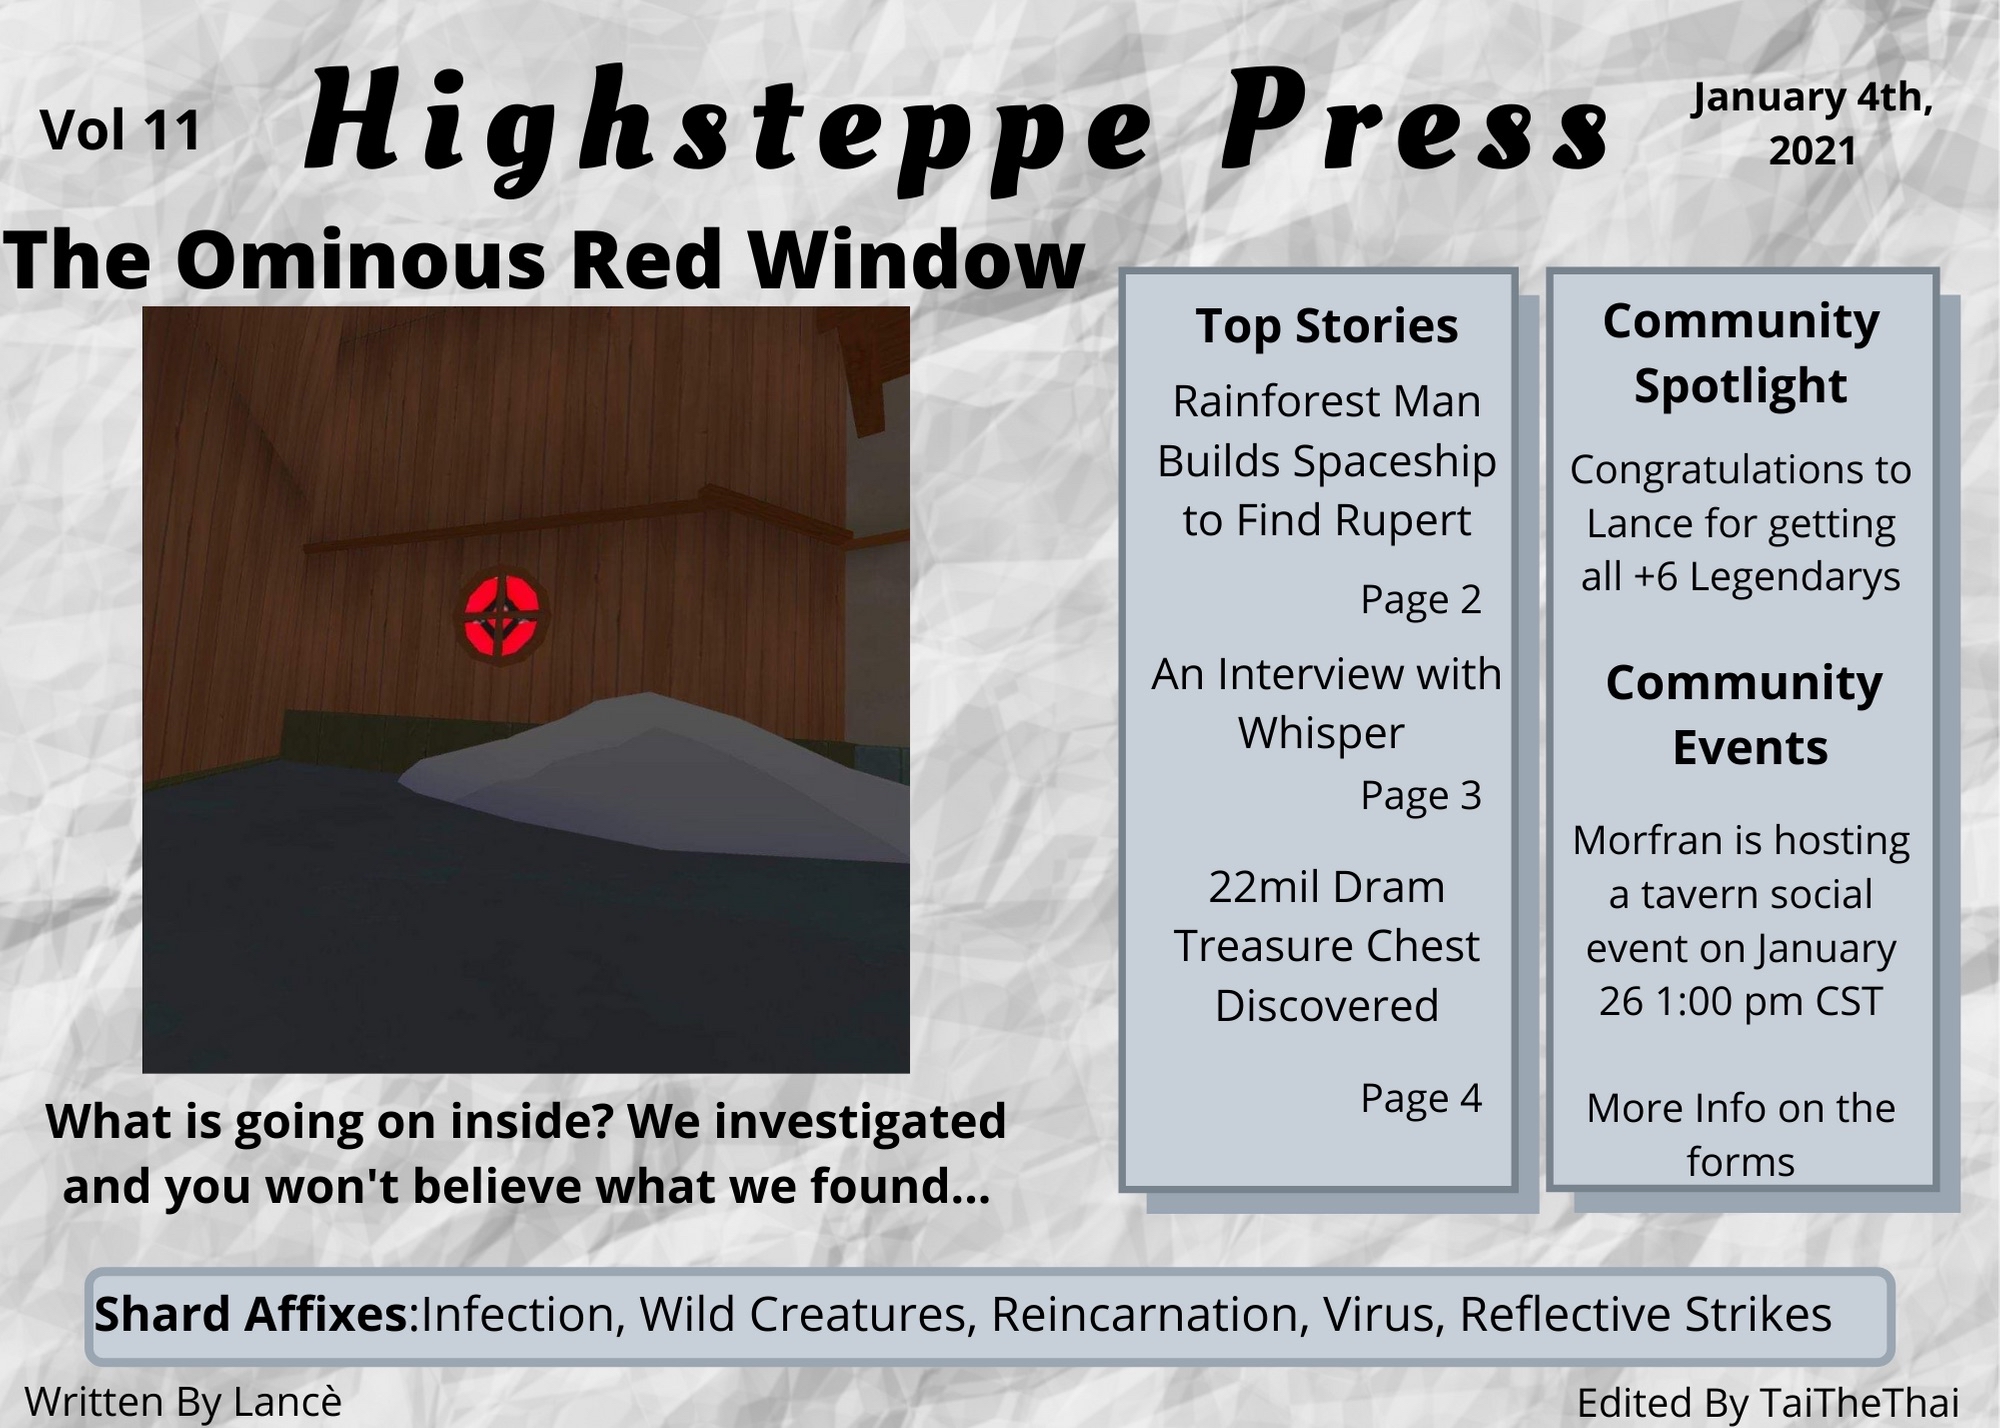 Vol 11
Highsteppe Press
January 4th,
2021
The Ominous Red Window
What is going on inside? We investigated
and you won't believe what we found...
Top Stories
Rainforest Man
Builds Spaceship
to Find Rupert
Page 2
An Interview with
Whisper
Page 3
22mil Dram
Treasure Chest
Discovered
Page 4
Community
Spotlight
Congratulations to
Lance for getting
all +6 Legendarys
Community
Events
Morfran is hosting
a tavern social
event on January
26 1:00 pm CST
More Info on the
forms
Shard Affixes:Infection, Wild Creatures, Reincarnation, Virus, Reflective Strikes
Written By Lancè
Edited By TaiTheThai